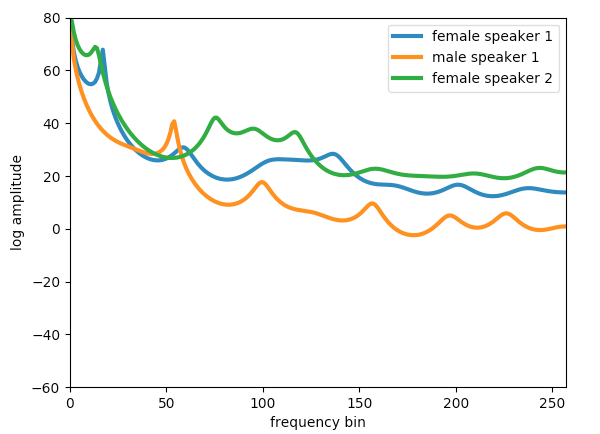 80
60
40
20
0
−20
−40
−60
log amplitude
0 50 100 150 200 250
frequency bin
female speaker 1
male speaker 1
female speaker 2